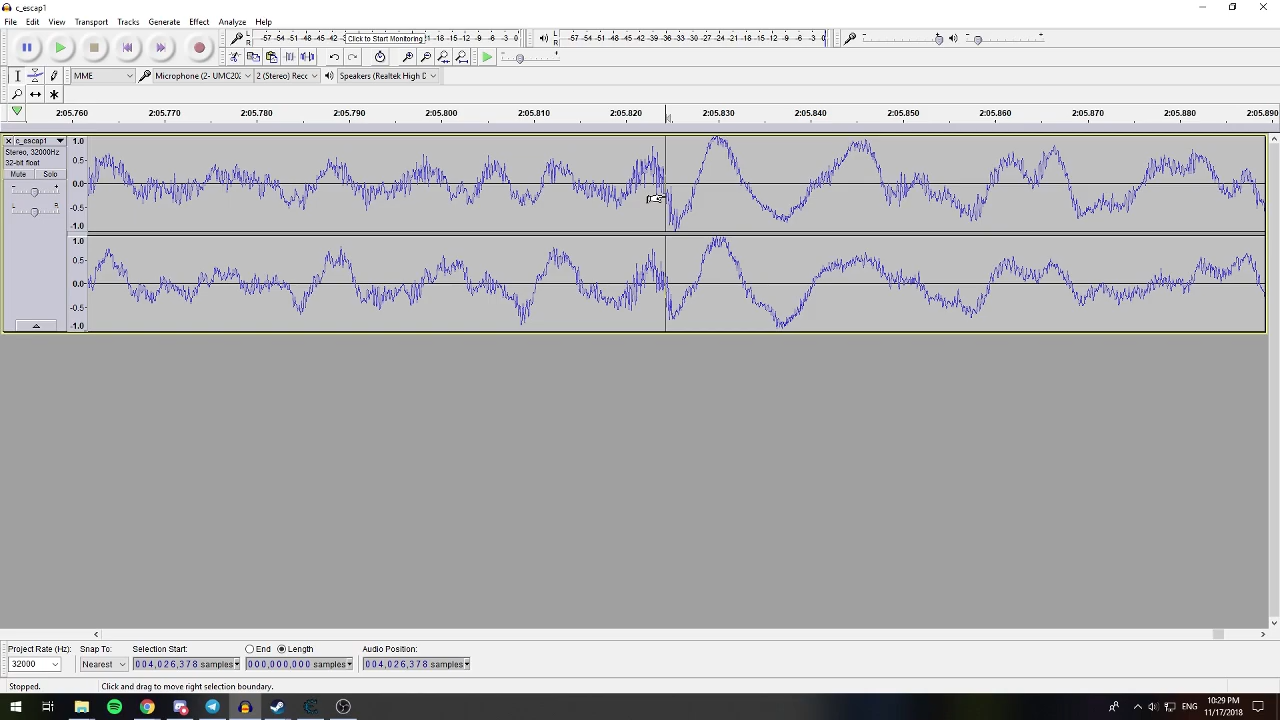 c_escap1
File Edit View Transport Tracks Generate Effect Analyze Help
-57 -54 -51 -48 -45 -42 -3 Click to Start Monitoring 1 -18 -15 -12 -9 -6 -3 0
-57 -54 -51 -48 -45 -42 -39 -36 -33 -30 -27 -24 -21 -18 -15 -12 -9 -6 -3 0
MME Microphone (2- UMC20: 2 (Stereo) Recc Speakers (Realtek High D
2:05.760 2:05.770 2:05.780 2:05.790 2:05.800 2:05.810 2:05.820 2:05.830 2:05.840 2:05.850 2:05.860 2:05.870 2:05.880 2:05.890
c_escap1 1.0
Stereo, 32000Hz
32-bit float 0.5
Mute Solo
- + 0.0
L R -0.5
-1.0
1.0
0.5
0.0
-0.5
-1.0
Project Rate (Hz): Snap To: Selection Start: End Length Audio Position:
32000 Nearest 004,026,378 samples 000,000,000 samples 004,026,378 samples
Stopped. Click and drag to move right selection boundary.
ENG 10:29 PM
11/17/2018